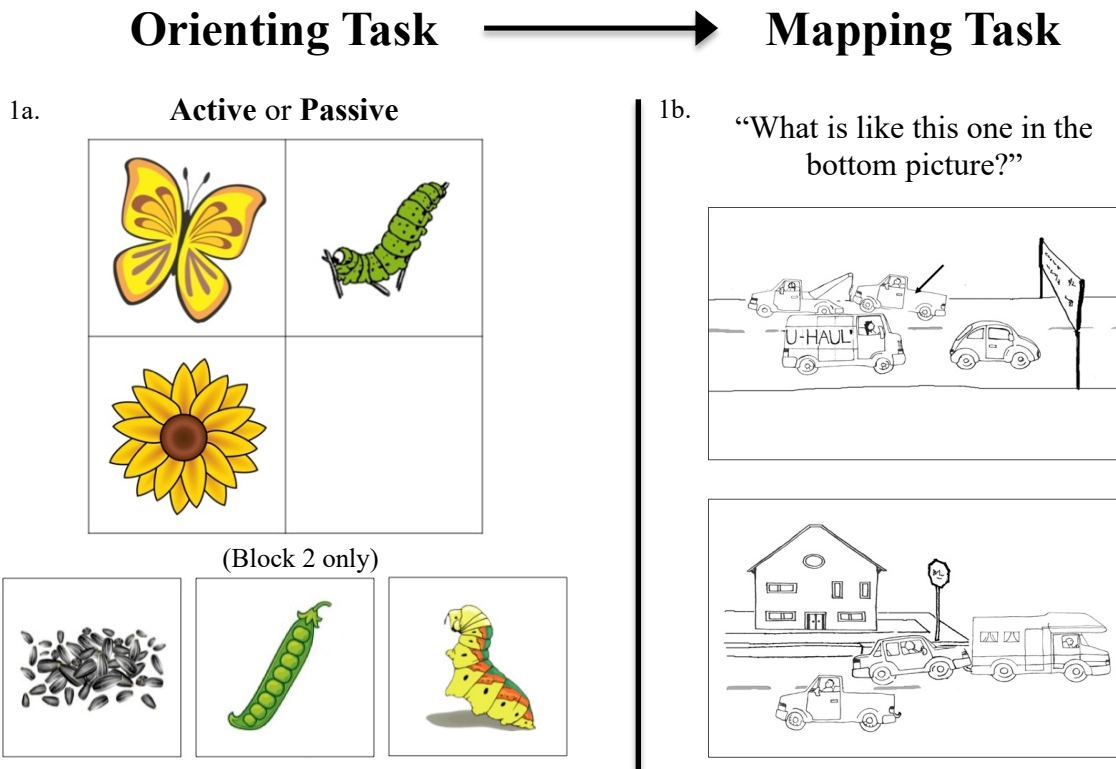 Orienting Task
Mapping Task
1a.
Active or Passive
(Block 2 only)
1b.
“What is like this one in the
bottom picture?”
U-HAUL